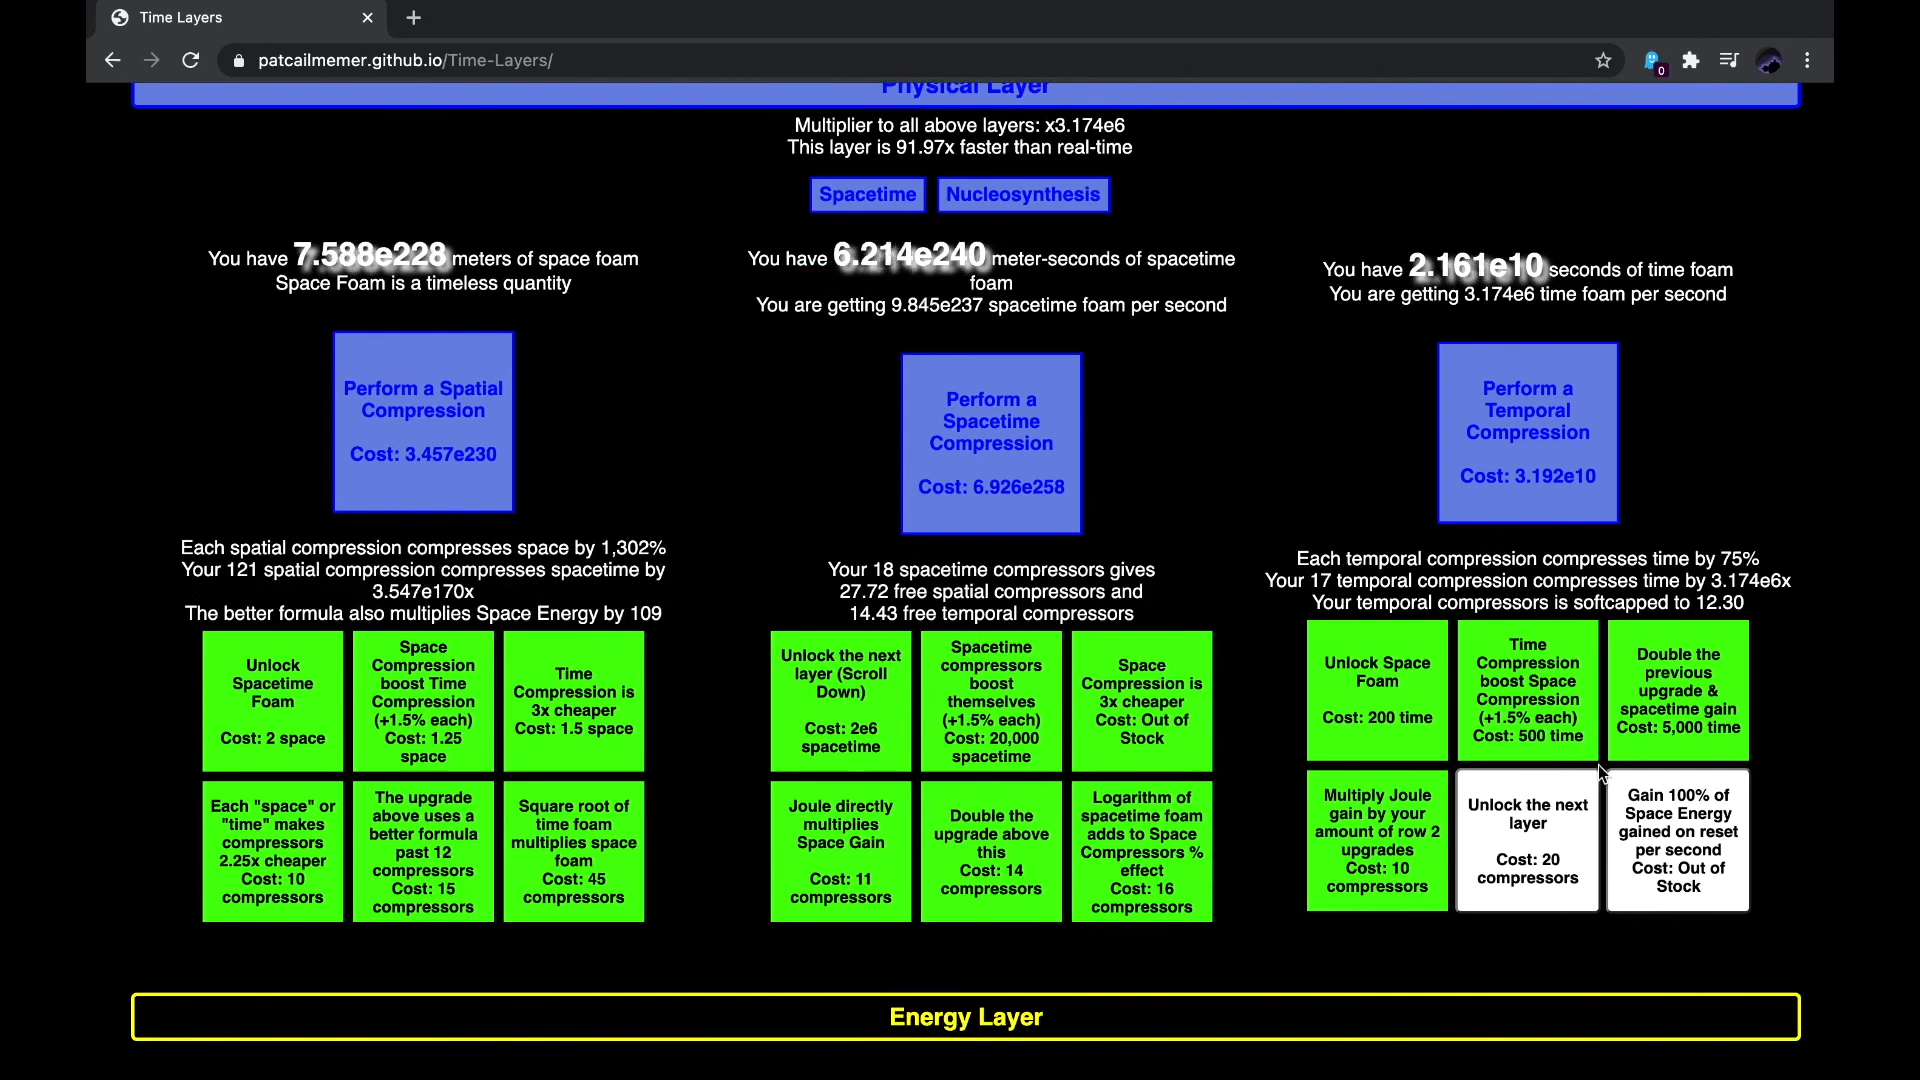 Time Layers
patcailmemer.github.io/Time-Layers/
0
Physical Layer
Multiplier to all above layers: x3.174e6
This layer is 91.97x faster than real-time
Spacetime
Nucleosynthesis
You have 7.588e228 meters of space foam
Space Foam is a timeless quantity
Perform a Spatial
Compression
Cost: 3.457e230
Each spatial compression compresses space by 1,302%
Your 121 spatial compression compresses spacetime by
3.547e170x
The better formula also multiplies Space Energy by 109
Unlock
Spacetime
Foam
Cost: 2 space
Space
Compression
boost Time
Compression
(+1.5% each)
Cost: 1.25
space
Time
Compression is
3x cheaper
Cost: 1.5 space
Each "space" or
"time" makes
compressors
2.25x cheaper
Cost: 10
compressors
The upgrade
above uses a
better formula
past 12
compressors
Cost: 15
compressors
Square root of
time foam
multiplies space
foam
Cost: 45
compressors
You have 6.214e240 meter-seconds of spacetime
foam
You are getting 9.845e237 spacetime foam per second
Perform a
Spacetime
Compression
Cost: 6.926e258
Your 18 spacetime compressors gives
27.72 free spatial compressors and
14.43 free temporal compressors
Unlock the next
layer (Scroll
Down)
Cost: 2e6
spacetime
Spacetime
compressors
boost
themselves
(+1.5% each)
Cost: 20,000
spacetime
Space
Compression is
3x cheaper
Cost: Out of
Stock
Joule directly
multiplies
Space Gain
Cost: 11
compressors
Double the
upgrade above
this
Cost: 14
compressors
Logarithm of
spacetime foam
adds to Space
Compressors %
effect
Cost: 16
compressors
You have 2.161e10 seconds of time foam
You are getting 3.174e6 time foam per second
Perform a
Temporal
Compression
Cost: 3.192e10
Each temporal compression compresses time by 75%
Your 17 temporal compression compresses time by 3.174e6x
Your temporal compressors is softcapped to 12.30
Unlock Space
Foam
Cost: 200 time
Time
Compression
boost Space
Compression
(+1.5% each)
Cost: 500 time
Double the
previous
upgrade &
spacetime gain
Cost: 5,000 time
Multiply Joule
gain by your
amount of row 2
upgrades
Cost: 10
compressors
Unlock the next
layer
Cost: 20
compressors
Gain 100% of
Space Energy
gained on reset
per second
Cost: Out of
Stock
Energy Layer